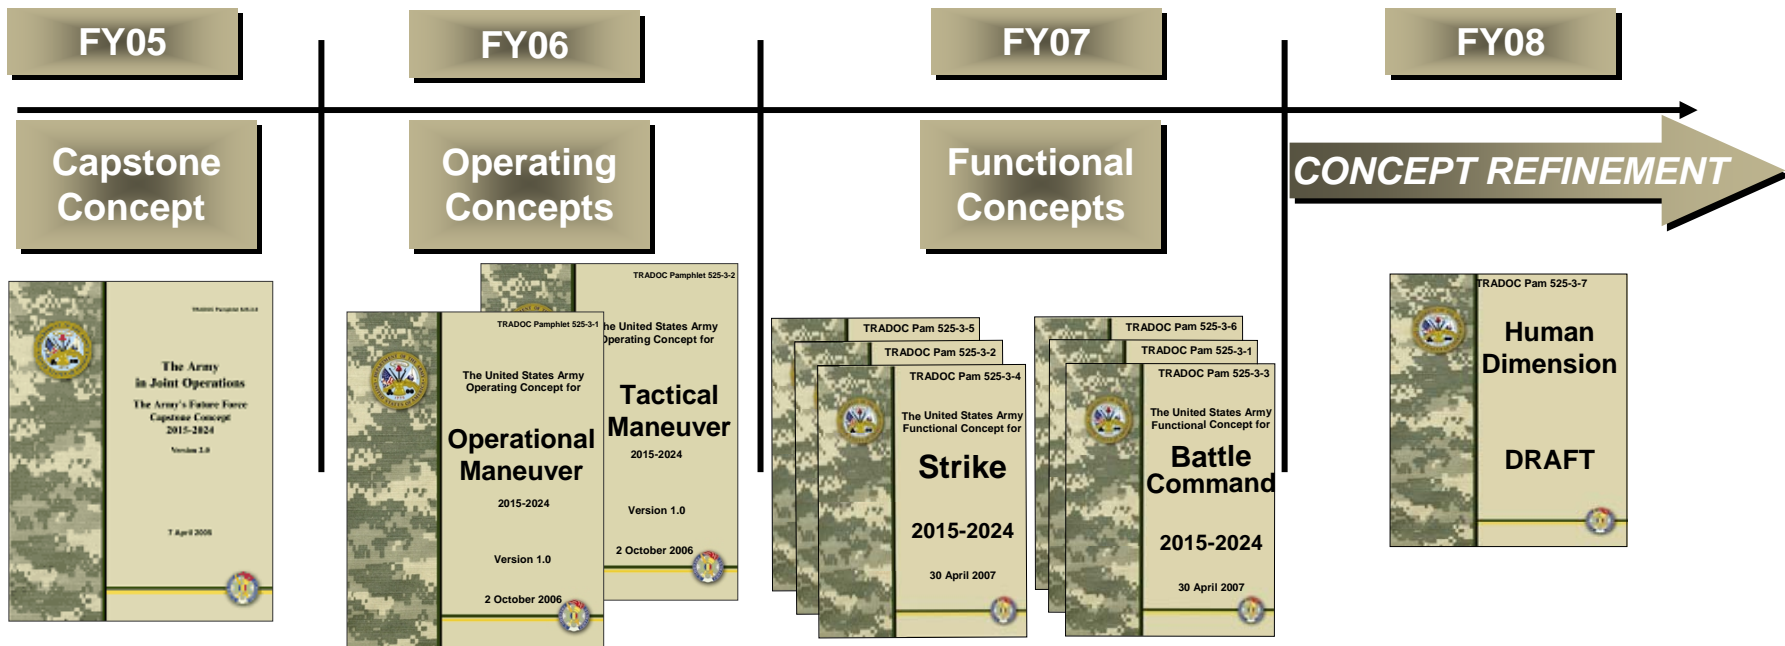 FY05
FY06
FY07
FY08
Capstone
Concept
Operating
Concepts
Functional
Concepts
CONCEPT REFINEMENT
TRADOC Pamphlet
The Army
in Joint Operations
The Army's Future Force
Capstone Concept
2015-2024
Version 2.0
7 April 2005
TRADOC Pamphlet 525-3-2
he United States Army
Operating Concept for
Tactical
Maneuver
2015-2024
Version 1.0
2 October 2006
TRADOC Pamphlet 525-3-1
The United States Army
Operating Concept for
Operational
Maneuver
2015-2024
Version 1.0
2 October 2006
TRADOC Pam 525-3-5
TRADOC Pam 525-3-2
TRADOC Pam 525-3-4
The United States Army
Functional Concept for
Strike
2015-2024
30 April 2007
TRADOC Pam 525-3-6
TRADOC Pam 525-3-1
TRADOC Pam 525-3-3
The United States Army
Functional Concept for
Battle
Command
2015-2024
30 April 2007
TRADOC Pam 525-3-7
Human
Dimension
DRAFT